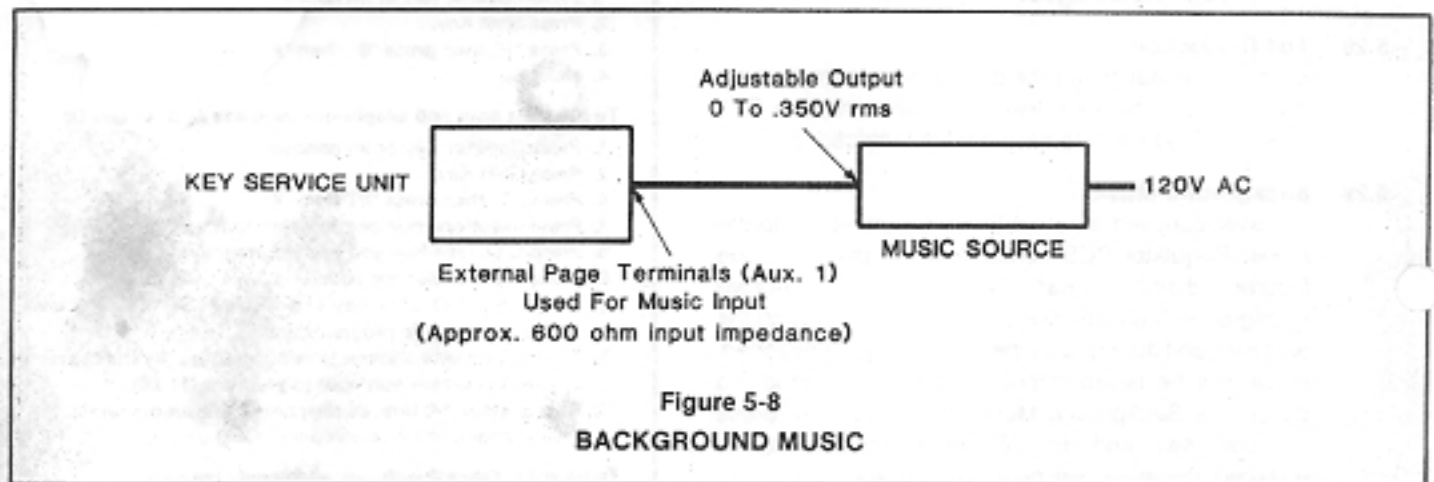 Adjustable Output
0 To .350V rms
KEY SERVICE UNIT
120V AC
MUSIC SOURCE
External Page Terminals (Aux. 1)
Used For Music Input
(Approx. 600 ohm input impedance)
Figure 5-8
BACKGROUND MUSIC